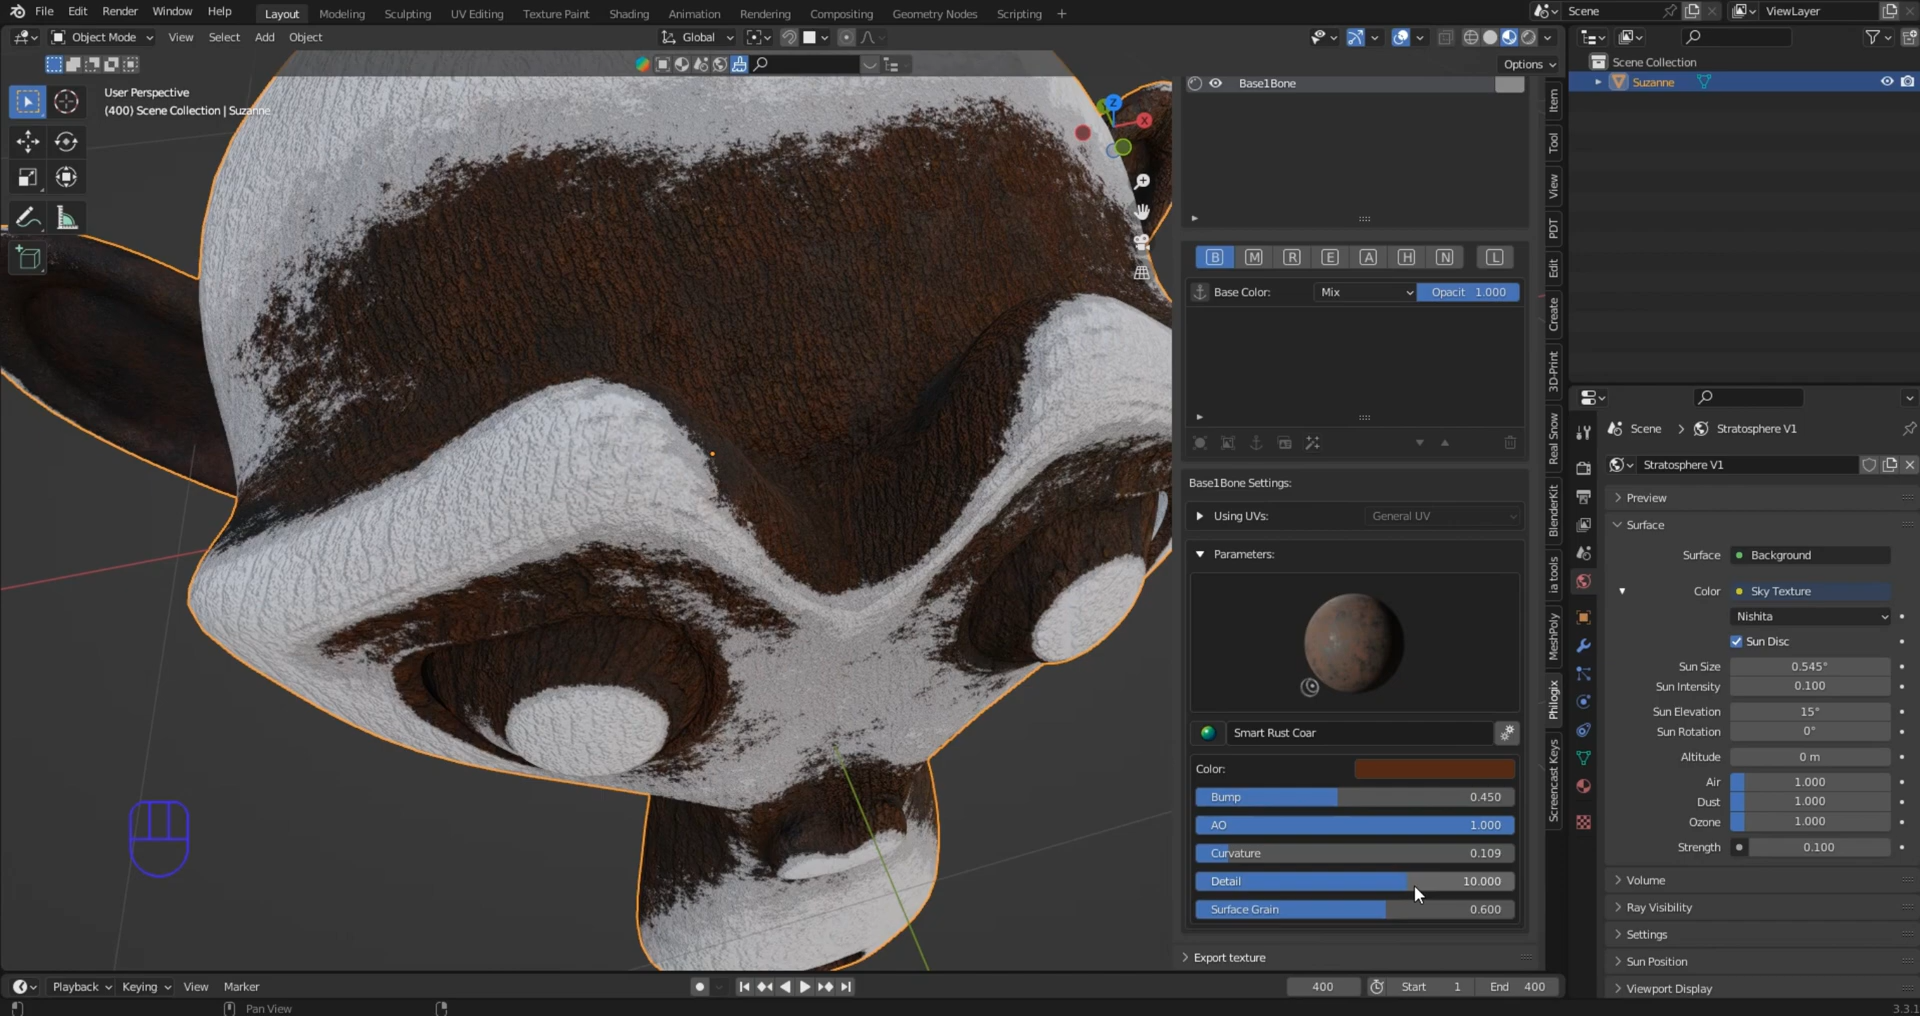 File Edit Render Window Help Layout Modeling Sculpting UV Editing Texture Paint Shading Animation Rendering Compositing Geometry Nodes Scripting + Scene ViewLayer
Object Mode View Select Add Object Global
Options
User Perspective
(400) Scene Collection | Suzanne
Z
X
Base1Bone
B M R E A H N L
Base Color: Mix Opacit 1.000
Base1Bone Settings:
Using UVs: General UV
Parameters:
Smart Rust Coar
Color:
Bump 0.450
AO 1.000
Curvature 0.109
Detail 10.000
Surface Grain 0.600
Export texture
Item
Tool
View
PDT
Edit
Create
3D-Print
Real Snow
BlenderKit
ia tools
MeshPoly
Philogix
Screencast Keys
Scene Collection
Suzanne
Scene > Stratosphere V1
Stratosphere V1
Preview
Surface
Surface Background
Color Sky Texture
Nishita
Sun Disc
Sun Size 0.545°
Sun Intensity 0.100
Sun Elevation 15°
Sun Rotation 0°
Altitude 0 m
Air 1.000
Dust 1.000
Ozone 1.000
Strength 0.100
Volume
Ray Visibility
Settings
Sun Position
Viewport Display
Playback Keying View Marker 400 Start 1 End 400
Pan View 3.3.1